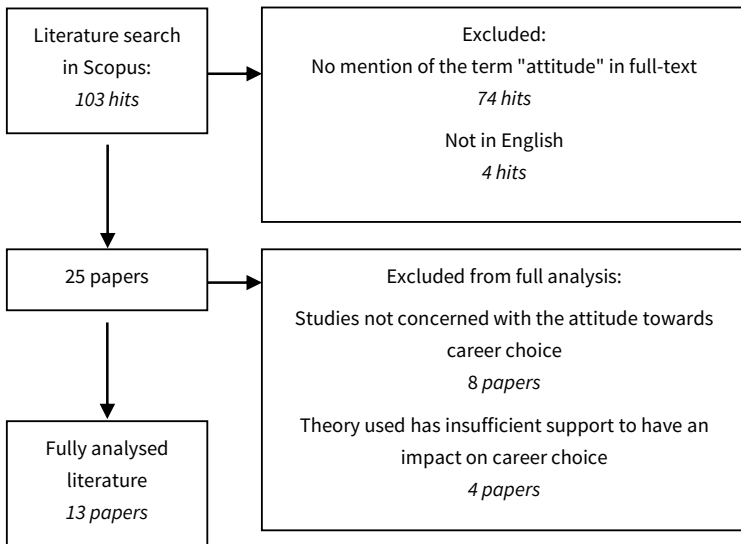 Literature search
in Scopus:
103 hits
Excluded:
No mention of the term "attitude" in full-text
74 hits
Not in English
4 hits
25 papers
Excluded from full analysis:
Studies not concerned with the attitude towards
career choice
8 papers
Theory used has insufficient support to have an
impact on career choice
4 papers
Fully analysed
literature
13 papers